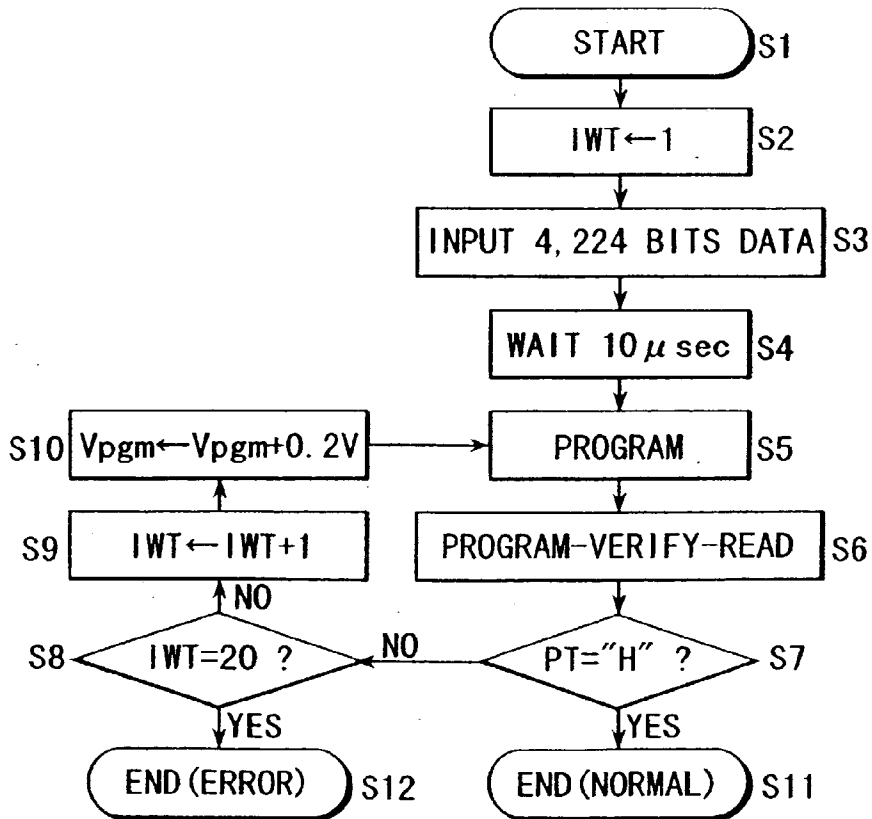 START S1
IWT←1 S2
INPUT 4,224 BITS DATA S3
WAIT 10μsec S4
S10 Vpgm←Vpgm+0.2V
PROGRAM S5
S9 IWT←IWT+1
PROGRAM-VERIFY-READ S6
NO
S8 IWT=20 ?
NO
PT="H" ? S7
YES
YES
END(ERROR) S12
END(NORMAL) S11